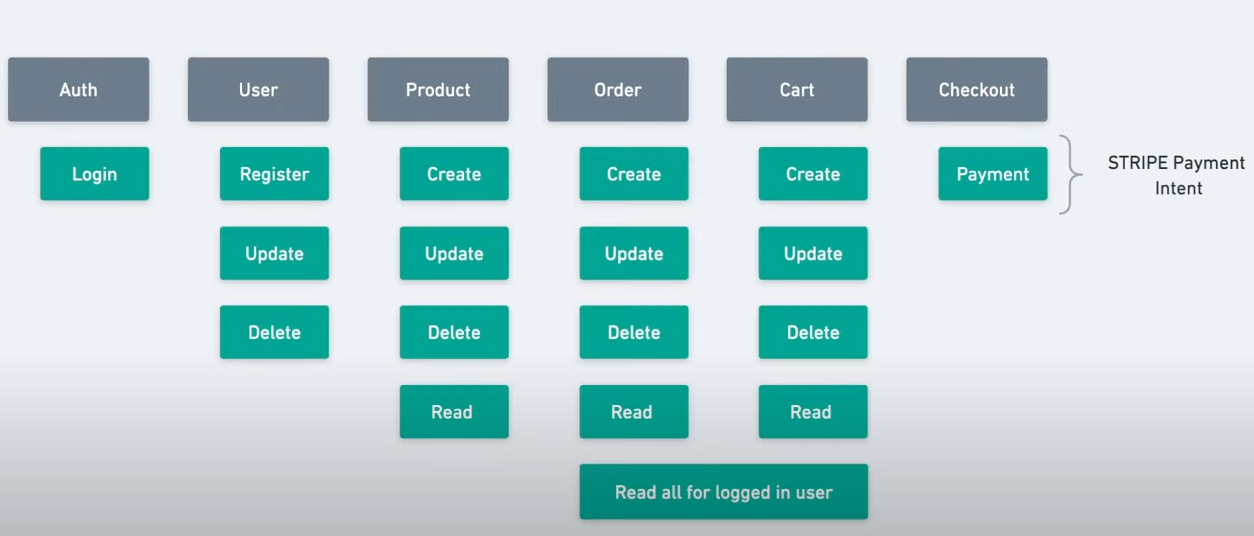 Auth
User
Product
Order
Cart
Checkout
Login
Register
Create
Create
Create
Payment
STRIPE Payment
Intent
Update
Update
Update
Update
Delete
Delete
Delete
Delete
Read
Read
Read
Read all for logged in user